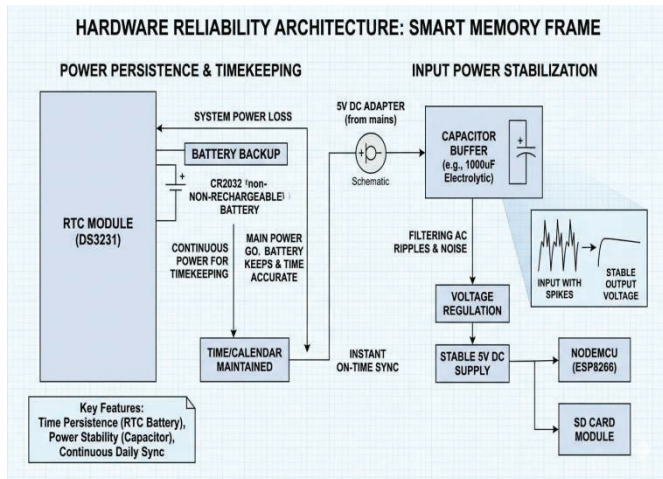 HARDWARE RELIABILITY ARCHITECTURE: SMART MEMORY FRAME
POWER PERSISTENCE & TIMEKEEPING
INPUT POWER STABILIZATION
RTC MODULE
(DS3231)
SYSTEM POWER LOSS
BATTERY BACKUP
CR2032 (non-
NON-RECHARGEABLE)
BATTERY
CONTINUOUS
POWER FOR
TIMEKEEPING
MAIN POWER
GO. BATTERY
KEEPS & TIME
ACCURATE
TIME/CALENDAR
MAINTAINED
INSTANT
ON-TIME SYNC
Key Features:
Time Persistence (RTC Battery),
Power Stability (Capacitor),
Continuous Daily Sync
5V DC ADAPTER
(from mains)
+
Schematic
CAPACITOR
BUFFER
(e.g., 1000uF
Electrolytic)
+
FILTERING AC
RIPPLES & NOISE
INPUT WITH
SPIKES
STABLE
OUTPUT
VOLTAGE
VOLTAGE
REGULATION
STABLE 5V DC
SUPPLY
NODEMCU
(ESP8266)
SD CARD
MODULE